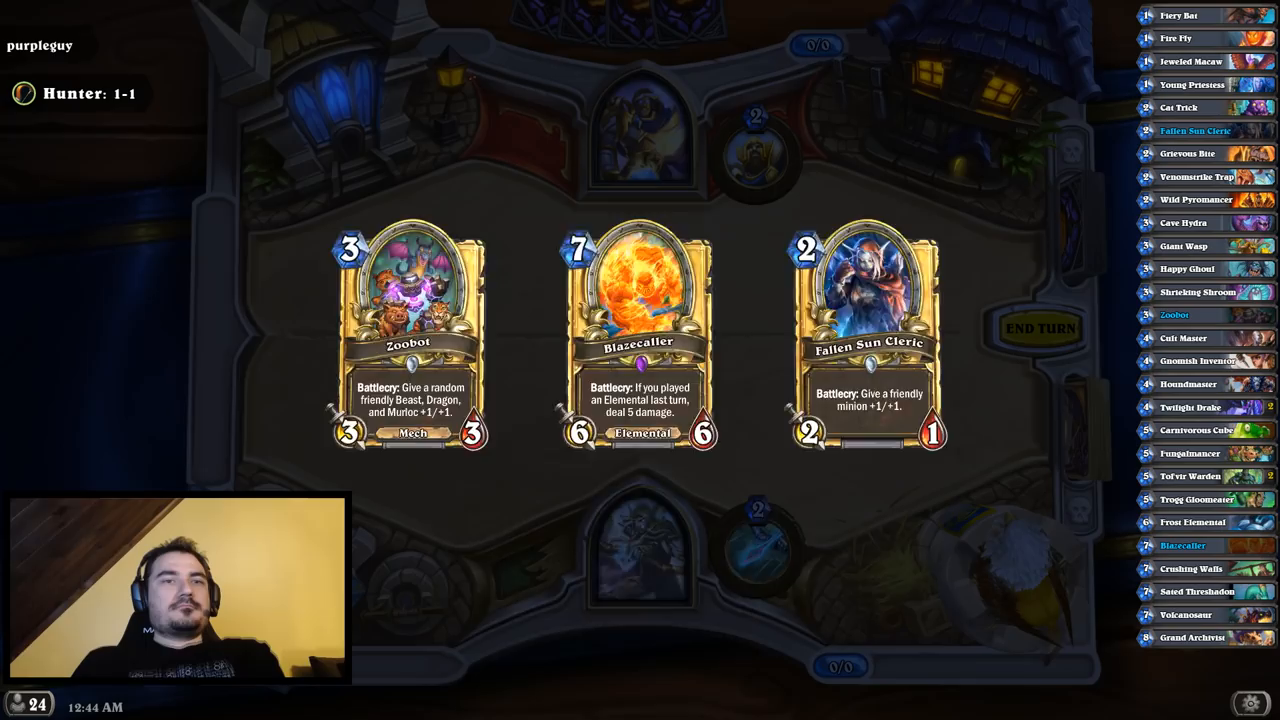 purpleguy
Hunter: 1-1
0/0
2
3
Zoobot
Battlecry: Give a random
friendly Beast, Dragon,
and Murloc +1/+1.
3
Mech
3
7
Blazecaller
Battlecry: If you played
an Elemental last turn,
deal 5 damage.
6
Elemental
6
2
Fallen Sun Cleric
Battlecry: Give a friendly
minion +1/+1.
2
1
END TURN
2
0/0
24
12:44 AM
1 Fiery Bat
1 Fire Fly
1 Jeweled Macaw
1 Young Priestess
2 Cat Trick
2 Fallen Sun Cleric
2 Grievous Bite
2 Venomstrike Trap
2 Wild Pyromancer
3 Cave Hydra
3 Giant Wasp
3 Happy Ghoul
3 Shrieking Shroom
3 Zoobot
4 Cult Master
4 Gnomish Inventor
4 Houndmaster
4 Twilight Drake 2
5 Carnivorous Cube
5 Fungalmancer
5 Tol'vir Warden 2
5 Trogg Gloomeater
6 Frost Elemental
7 Blazecaller
7 Crushing Walls
7 Sated Threshadon
7 Volcanosaur
8 Grand Archivist